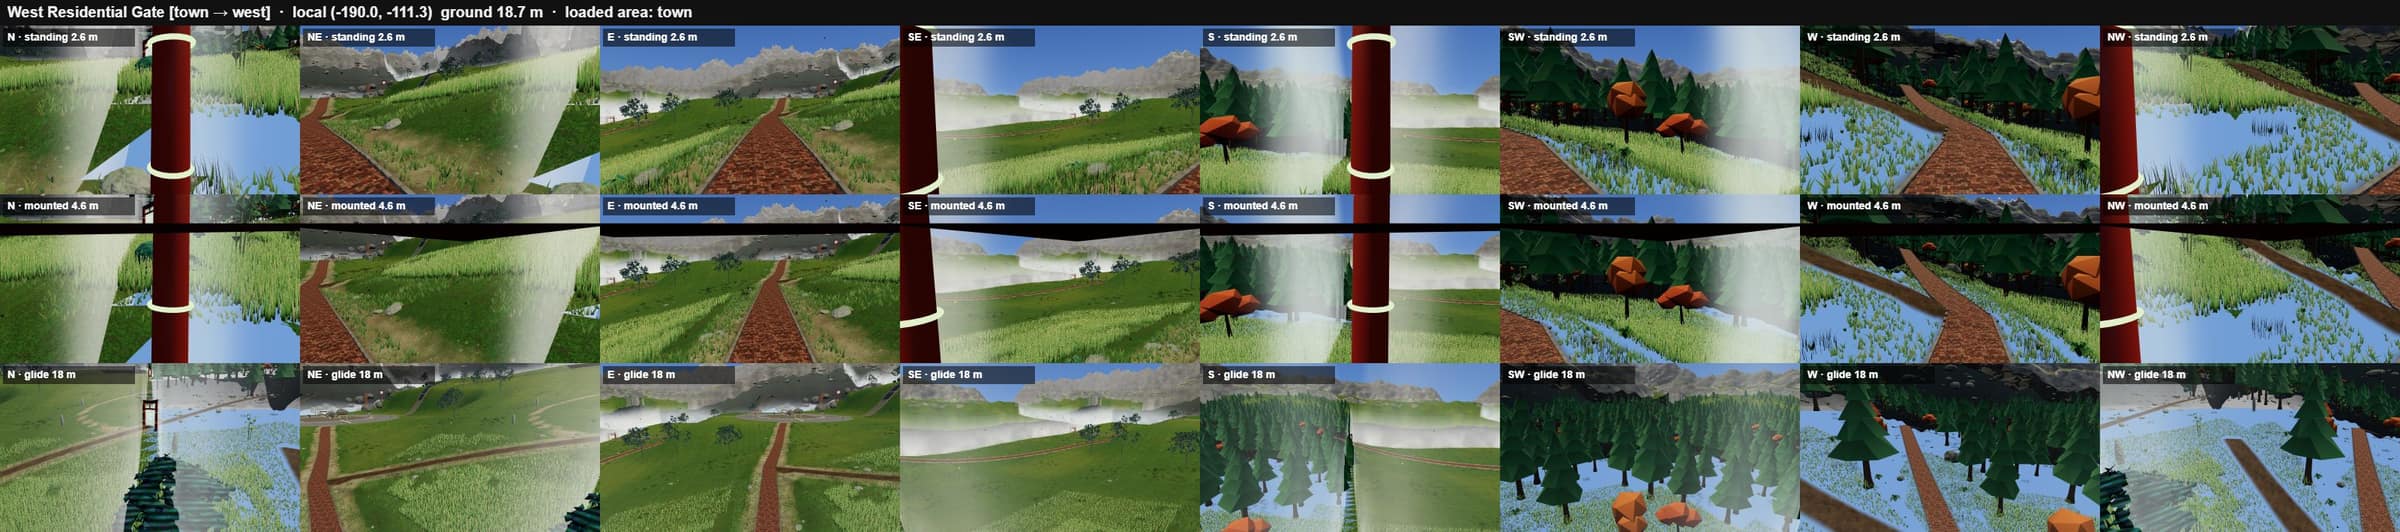 West Residential Gate [town → west]  ·  local (-190.0, -111.3)  ground 18.7 m  ·  loaded area: town
N · standing 2.6 m
NE · standing 2.6 m
E · standing 2.6 m
SE · standing 2.6 m
S · standing 2.6 m
SW · standing 2.6 m
W · standing 2.6 m
NW · standing 2.6 m
N · mounted 4.6 m
NE · mounted 4.6 m
E · mounted 4.6 m
SE · mounted 4.6 m
S · mounted 4.6 m
SW · mounted 4.6 m
W · mounted 4.6 m
NW · mounted 4.6 m
N · glide 18 m
NE · glide 18 m
E · glide 18 m
SE · glide 18 m
S · glide 18 m
SW · glide 18 m
W · glide 18 m
NW · glide 18 m